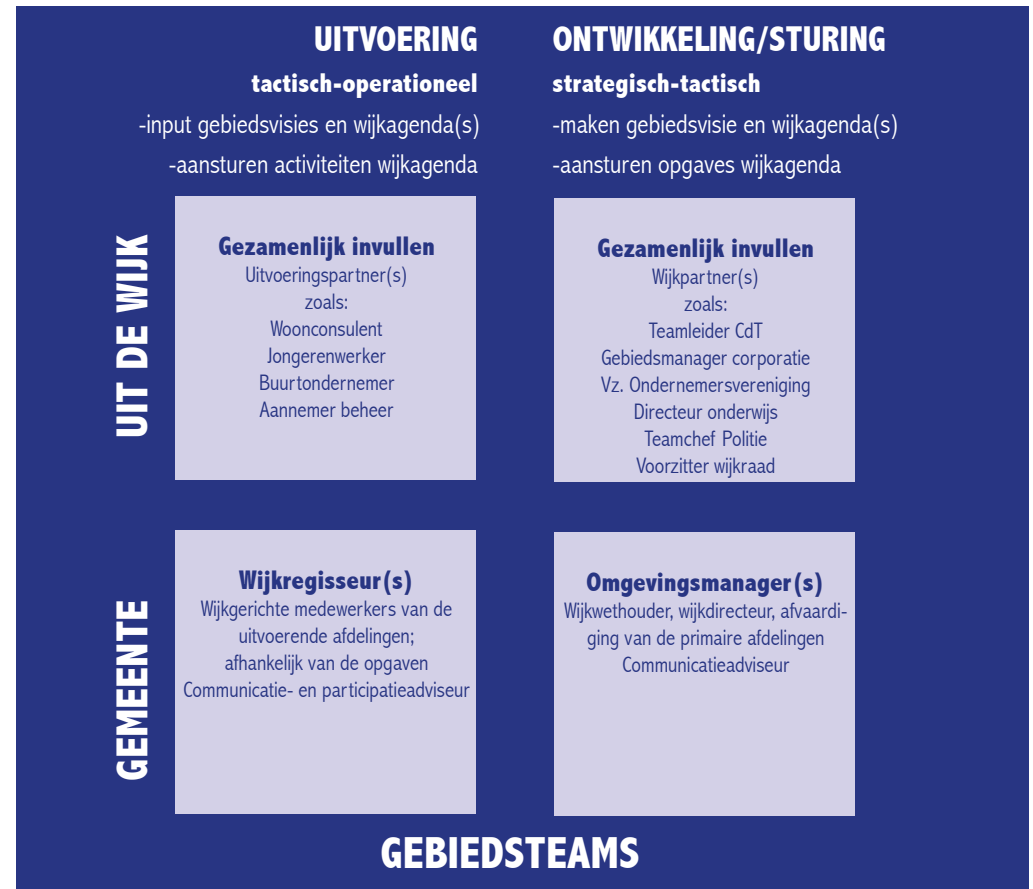 UITVOERING
tactisch-operationeel
-input gebiedsvisies en wijkagenda(s)
-aansturen activiteiten wijkagenda
ONTWIKKELING/STURING
strategisch-tactisch
-maken gebiedsvisie en wijkagenda(s)
-aansturen opgaves wijkagenda
UIT DE WIJK
Gezamenlijk invullen
Uitvoeringspartner(s)
zoals:
Woonconsulent
Jongerenwerker
Buurtondernemer
Aannemer beheer
Gezamenlijk invullen
Wijkpartner(s)
zoals:
Teamleider CdT
Gebiedsmanager corporatie
Vz. Ondernemersvereniging
Directeur onderwijs
Teamchef Politie
Voorzitter wijkraad
GEMEENTE
Wijkregisseur(s)
Wijkgerichte medewerkers van de
uitvoerende afdelingen;
afhankelijk van de opgaven
Communicatie- en participatieadviseur
Omgevingsmanager(s)
Wijkwethouder, wijkdirecteur, afvaardi-
ging van de primaire afdelingen
Communicatieadviseur
GEBIEDSTEAMS